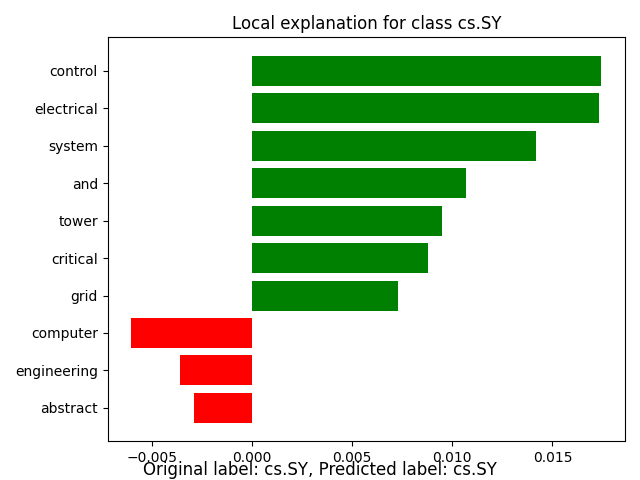 Local explanation for class cs.SY
control
electrical
system
and
tower
critical
grid
computer
engineering
abstract
−0.005 0.000 0.005 0.010 0.015
Original label: cs.SY, Predicted label: cs.SY